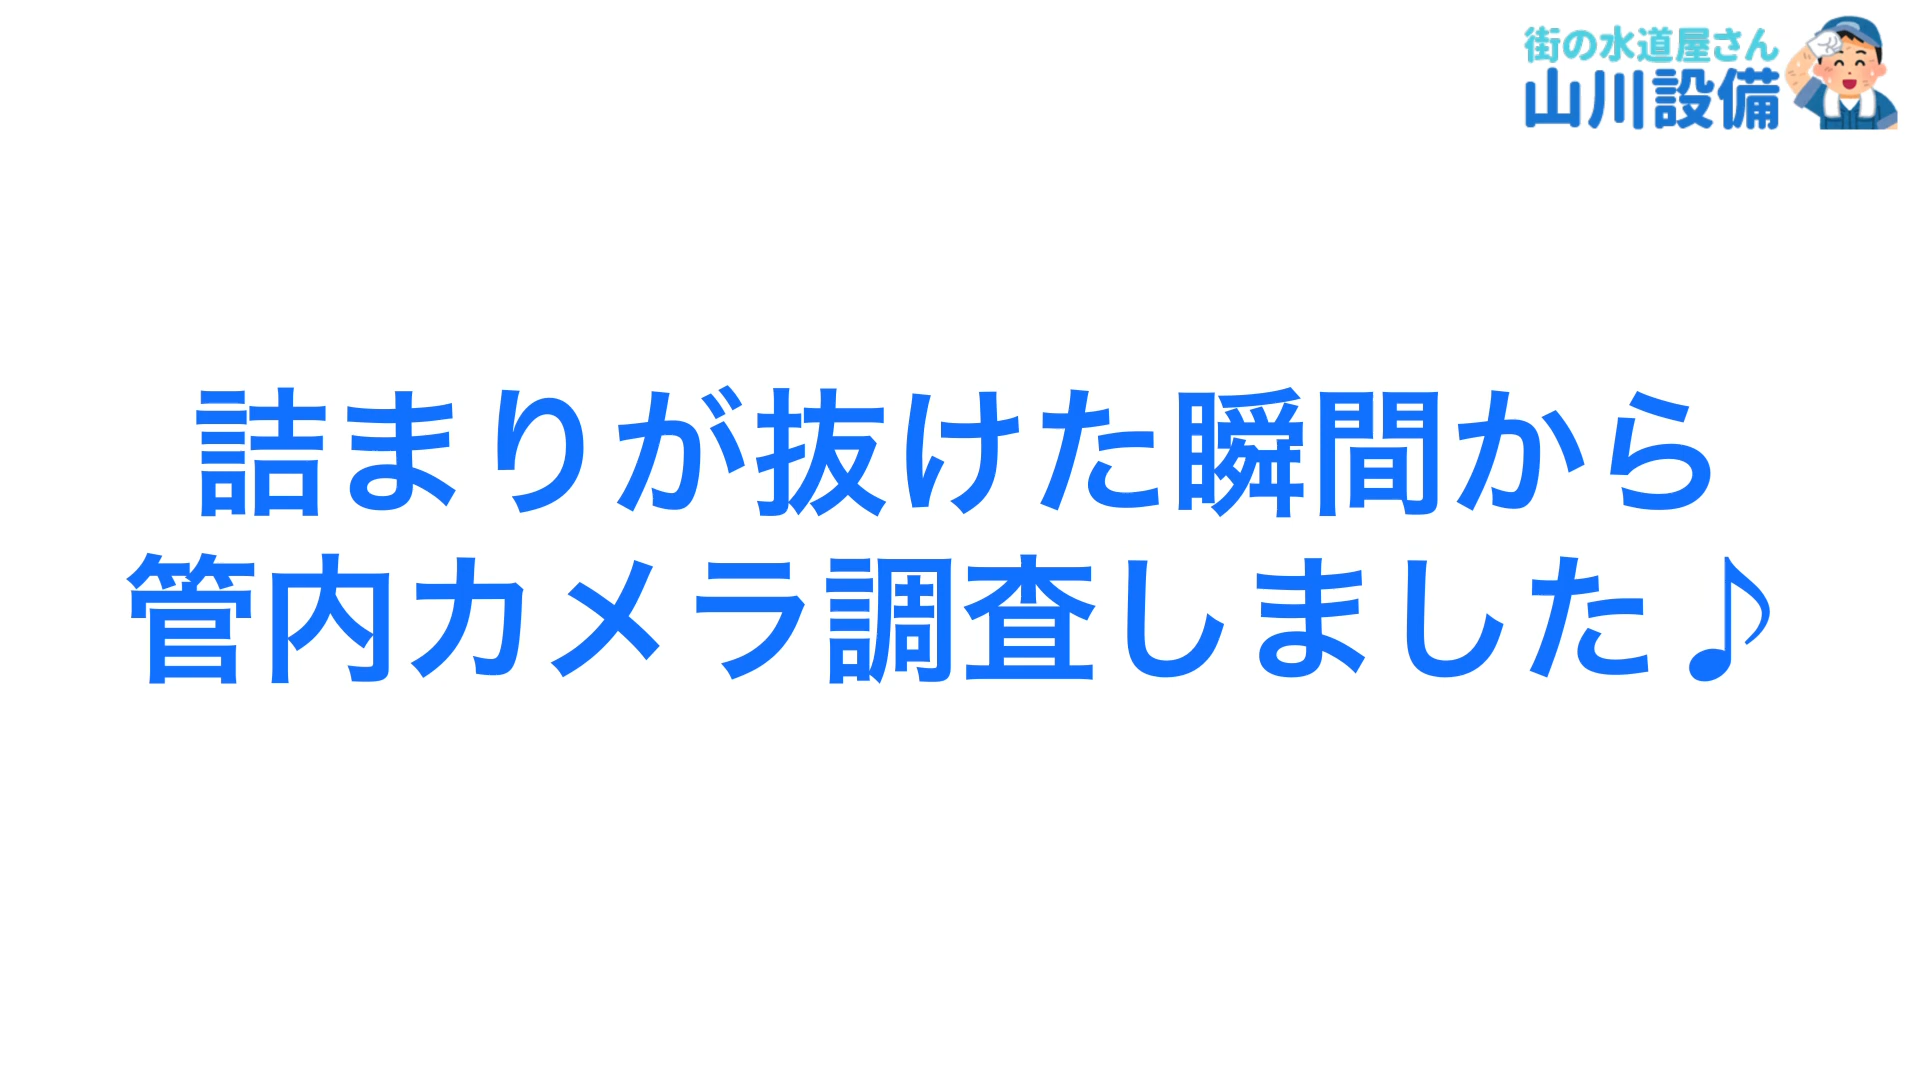 街の水道屋さん
山川設備
詰まりが抜けた瞬間から
管内カメラ調査しました♪